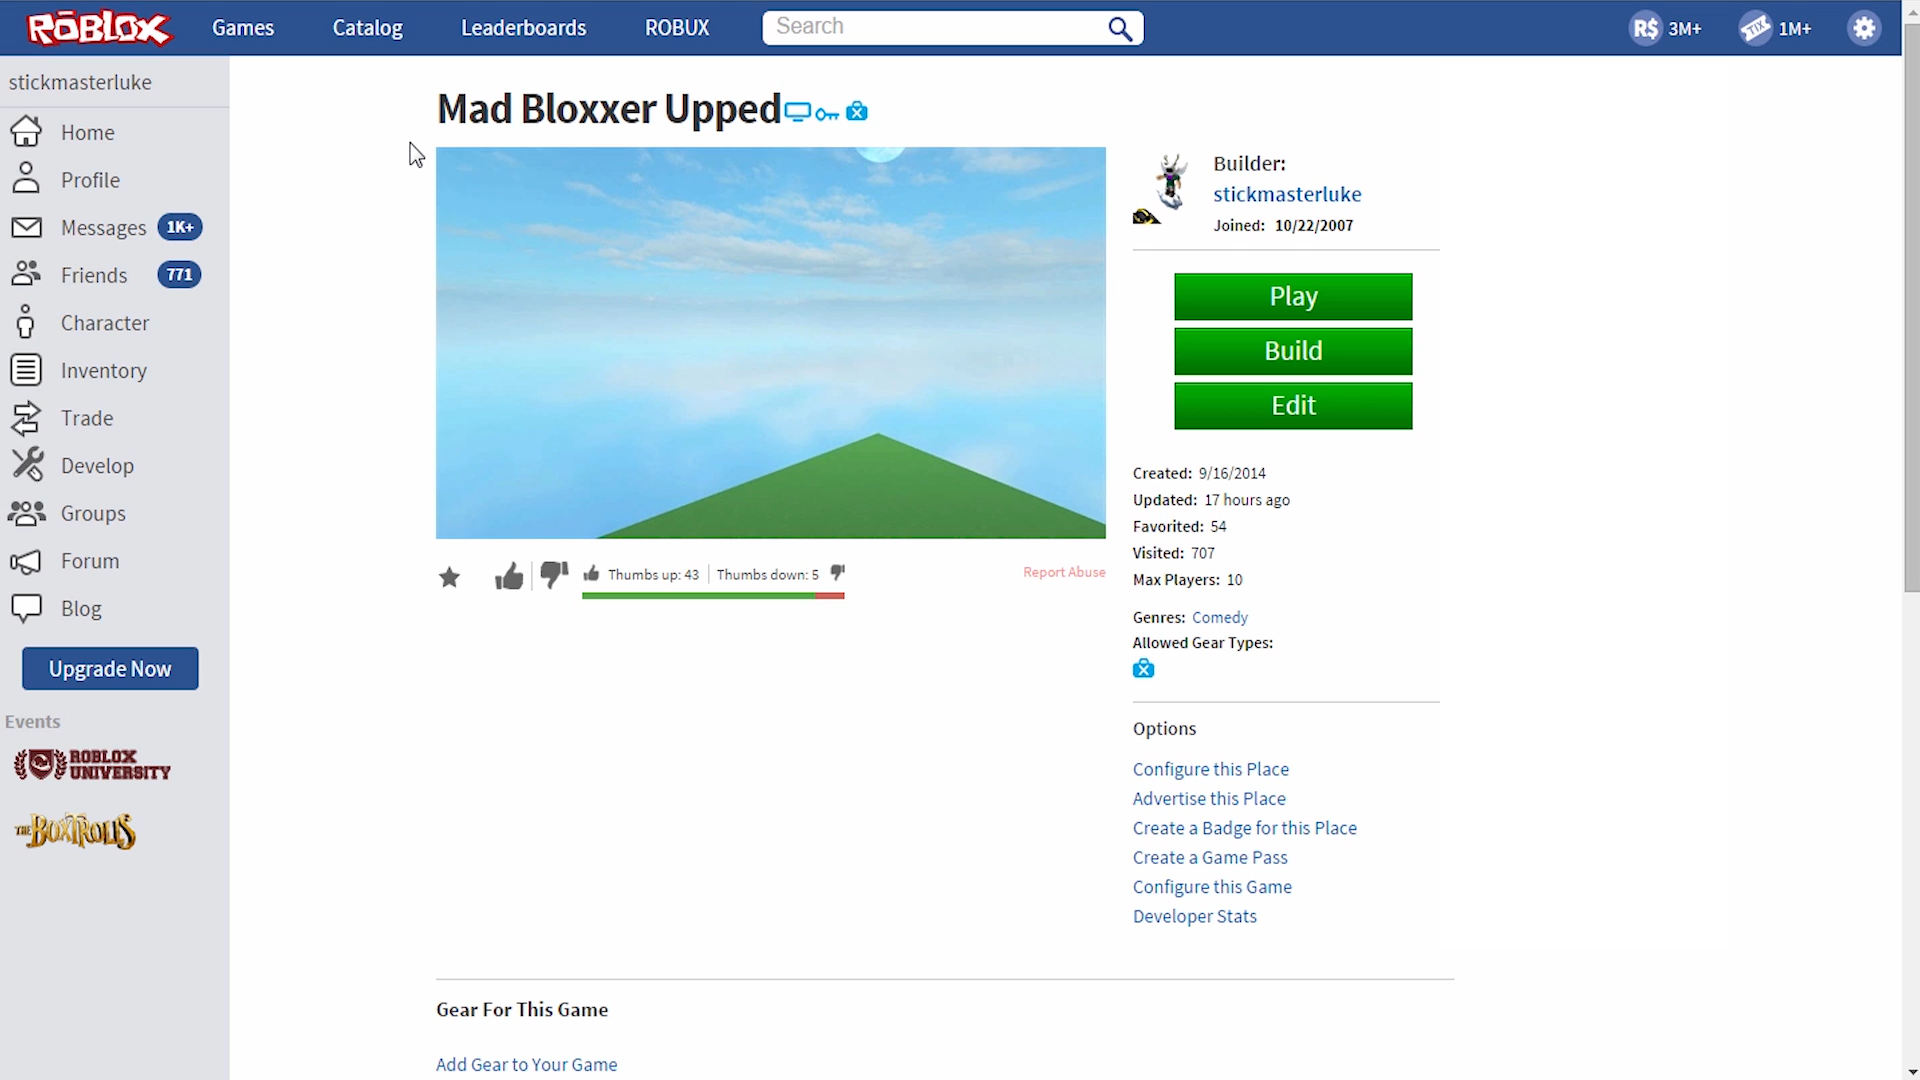 ROBLOX
Games
Catalog
Leaderboards
ROBUX
Search
R$ 3M+
TIX 1M+
stickmasterluke
Home
Profile
Messages 1K+
Friends 771
Character
Inventory
Trade
Develop
Groups
Forum
Blog
Upgrade Now
Events
ROBLOX
UNIVERSITY
THE BOXTROLLS
Mad Bloxxer Upped
Thumbs up: 43
Thumbs down: 5
Report Abuse
Builder:
stickmasterluke
Joined: 10/22/2007
Play
Build
Edit
Created: 9/16/2014
Updated: 17 hours ago
Favorited: 54
Visited: 707
Max Players: 10
Genres: Comedy
Allowed Gear Types:
Options
Configure this Place
Advertise this Place
Create a Badge for this Place
Create a Game Pass
Configure this Game
Developer Stats
Gear For This Game
Add Gear to Your Game